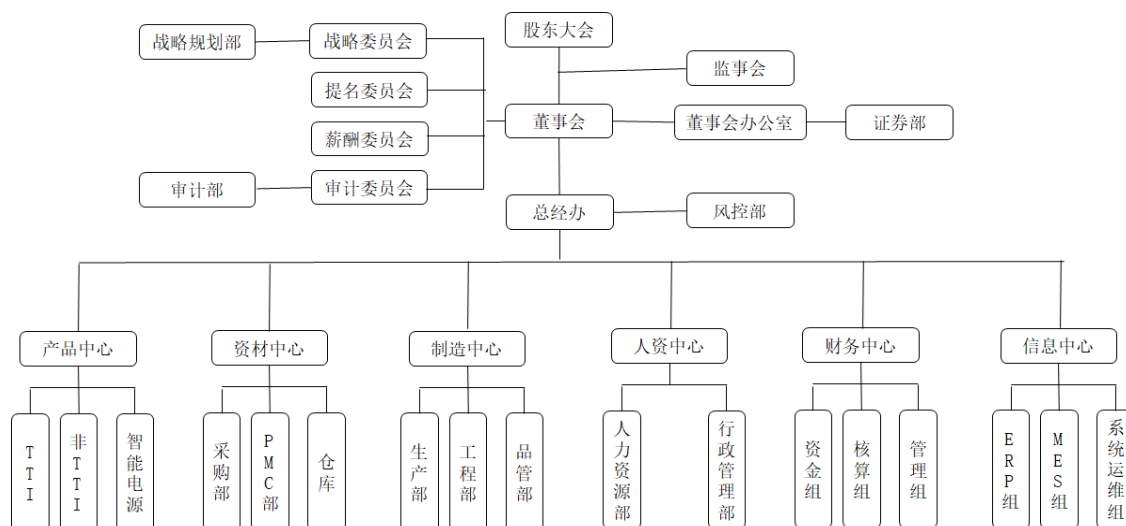 股东大会
战略规划部
战略委员会
监事会
提名委员会
董事会
董事会办公室
证券部
薪酬委员会
审计部
审计委员会
总经办
风控部
产品中心
资材中心
制造中心
人资中心
财务中心
信息中心
TTI
非TTI
智能电源
采购部
PMC部
仓库
生产部
工程部
品管部
人力资源部
行政管理部
资金组
核算组
管理组
ERP组
MES组
系统运维组